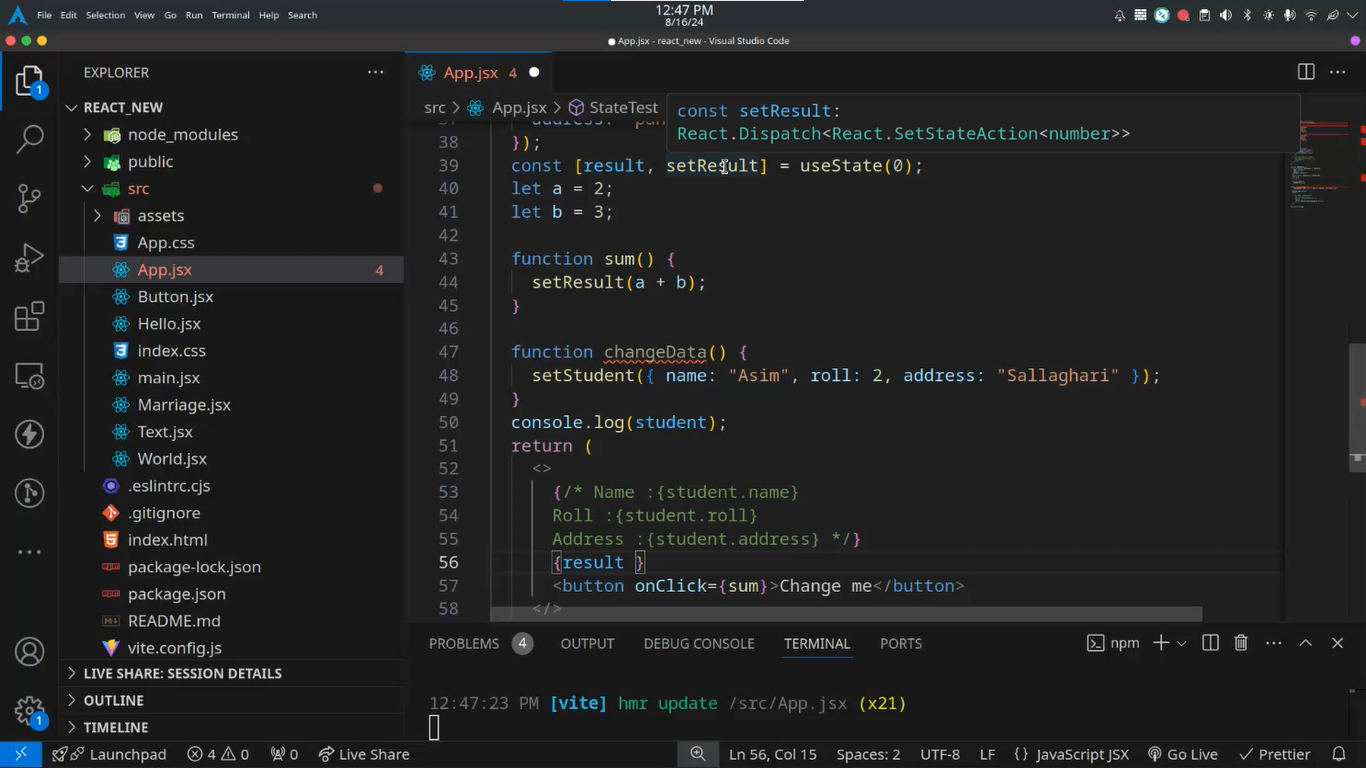 File Edit Selection View Go Run Terminal Help Search
12:47 PM
8/16/24
App.jsx - react_new - Visual Studio Code
EXPLORER
App.jsx 4
REACT_NEW
src > App.jsx > StateTest
const setResult:
React.Dispatch<React.SetStateAction<number>>
node_modules
public
src
assets
App.css
App.jsx 4
Button.jsx
Hello.jsx
index.css
main.jsx
Marriage.jsx
Text.jsx
World.jsx
.eslintrc.cjs
.gitignore
index.html
package-lock.json
package.json
README.md
vite.config.js
LIVE SHARE: SESSION DETAILS
OUTLINE
TIMELINE
38 });
39 const [result, setResult] = useState(0);
40 let a = 2;
41 let b = 3;
42
43 function sum() {
44 setResult(a + b);
45 }
46
47 function changeData() {
48 setStudent({ name: "Asim", roll: 2, address: "Sallaghari" });
49 }
50 console.log(student);
51 return (
52 <>
53 {/* Name :{student.name}
54 Roll :{student.roll}
55 Address :{student.address} */}
56 {result }
57 <button onClick={sum}>Change me</button>
58 </>
PROBLEMS 4 OUTPUT DEBUG CONSOLE TERMINAL PORTS npm
12:47:23 PM [vite] hmr update /src/App.jsx (x21)
1
1
Launchpad 4 0 0 Live Share Ln 56, Col 15 Spaces: 2 UTF-8 LF {} JavaScript JSX Go Live Prettier